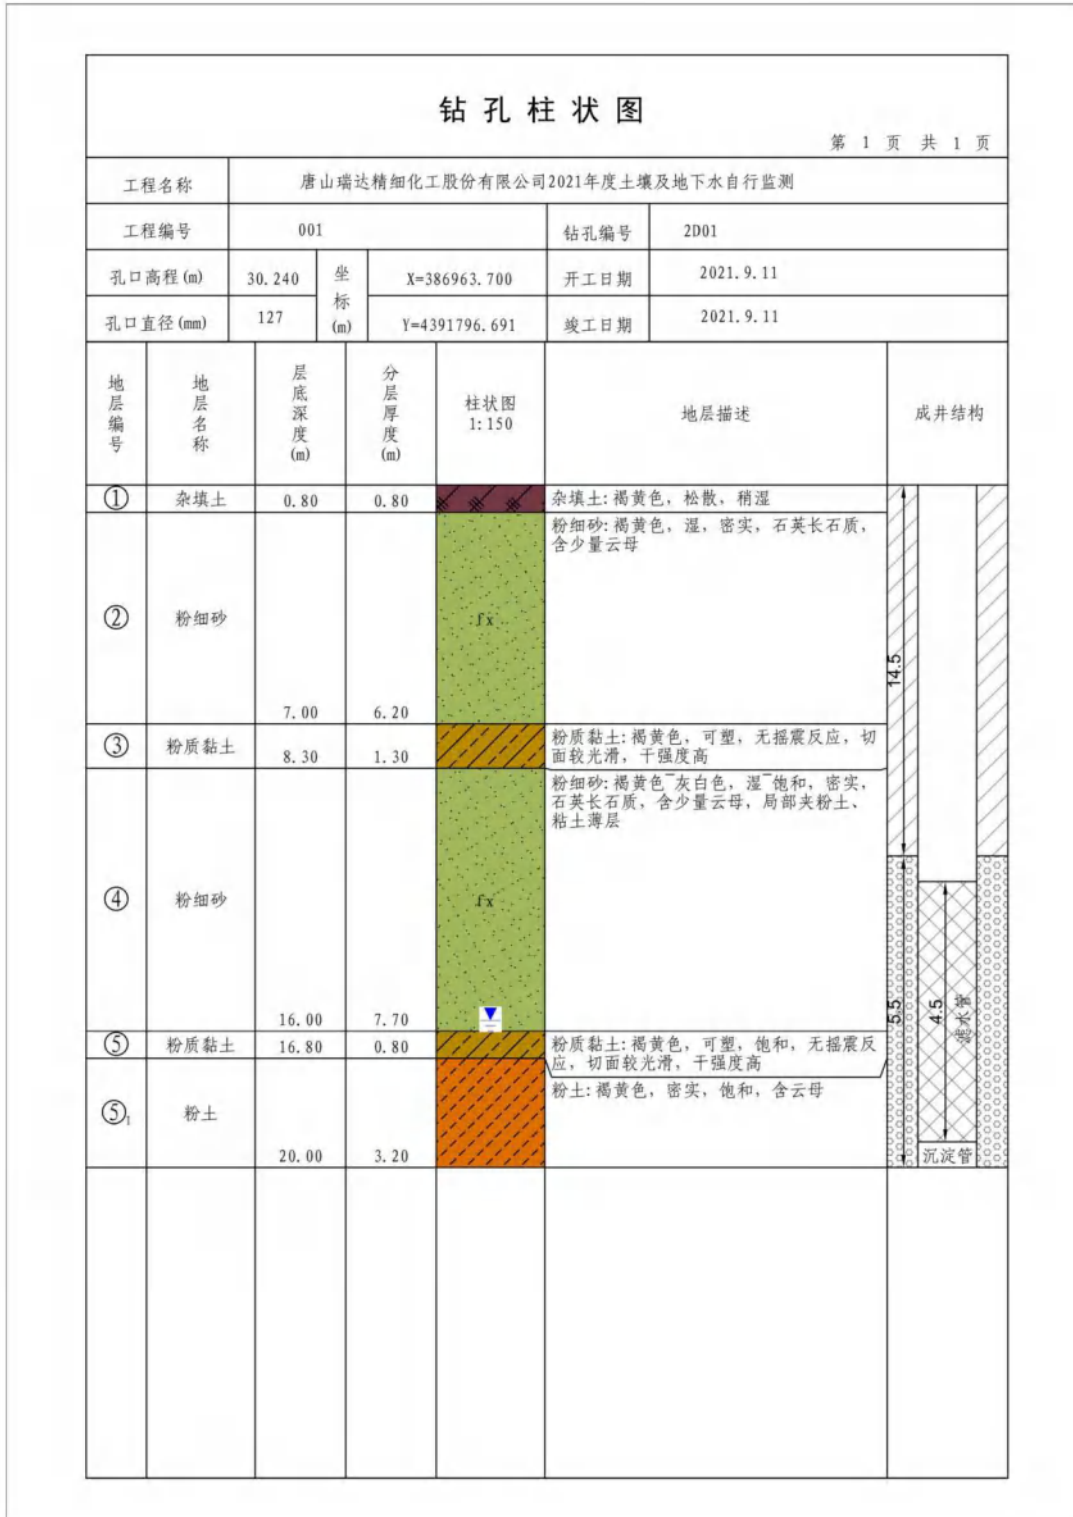 钻孔柱状图
第 1 页 共 1 页
工程名称 唐山瑞达精细化工股份有限公司2021年度土壤及地下水自行监测
工程编号 001 钻孔编号 2D01
孔口高程(m) 30.240 坐标(m) X=386963.700 开工日期 2021.9.11
孔口直径(mm) 127 Y=4391796.691 竣工日期 2021.9.11
地层编号 地层名称 层底深度(m) 分层厚度(m) 柱状图 1:150 地层描述 成井结构
① 杂填土 0.80 0.80 杂填土:褐黄色，松散，稍湿
② 粉细砂 7.00 6.20 fx 粉细砂:褐黄色，湿，密实，石英长石质，
含少量云母
③ 粉质黏土 8.30 1.30 粉质黏土:褐黄色，可塑，无摇震反应，切
面较光滑，干强度高
④ 粉细砂 16.00 7.70 fx 粉细砂:褐黄色~灰白色，湿~饱和，密实，
石英长石质，含少量云母，局部夹粉土、
粘土薄层
⑤ 粉质黏土 16.80 0.80 粉质黏土:褐黄色，可塑，饱和，无摇震反
应，切面较光滑，干强度高
⑤1 粉土 20.00 3.20 粉土:褐黄色，密实，饱和，含云母
14.5
5.5
4.5
滤水管
沉淀管